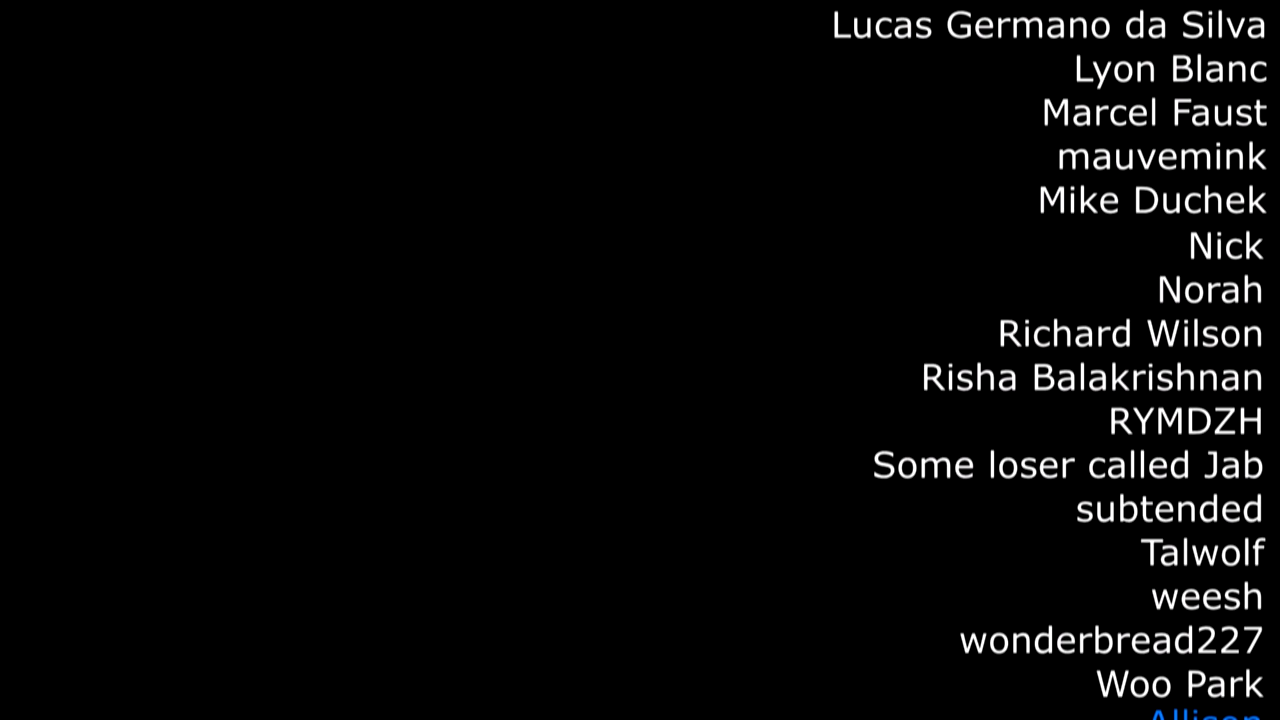 Lucas Germano da Silva
Lyon Blanc
Marcel Faust
mauvemink
Mike Duchek
Nick
Norah
Richard Wilson
Risha Balakrishnan
RYMDZH
Some loser called Jab
subtended
Talwolf
weesh
wonderbread227
Woo Park
Allison